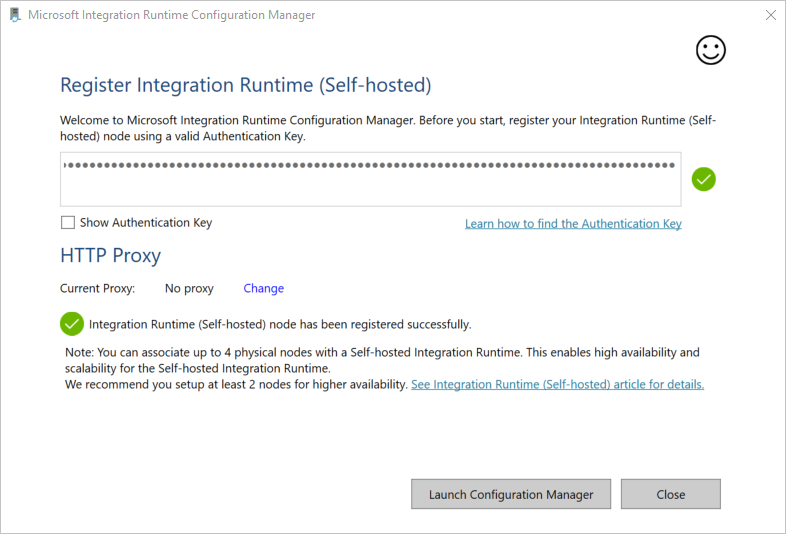 Microsoft Integration Runtime Configuration Manager
Register Integration Runtime (Self-hosted)
Welcome to Microsoft Integration Runtime Configuration Manager. Before you start, register your Integration Runtime (Self-
hosted) node using a valid Authentication Key.
Show Authentication Key
Learn how to find the Authentication Key
HTTP Proxy
Current Proxy: No proxy Change
Integration Runtime (Self-hosted) node has been registered successfully.
Note: You can associate up to 4 physical nodes with a Self-hosted Integration Runtime. This enables high availability and
scalability for the Self-hosted Integration Runtime.
We recommend you setup at least 2 nodes for higher availability. See Integration Runtime (Self-hosted) article for details.
Launch Configuration Manager
Close